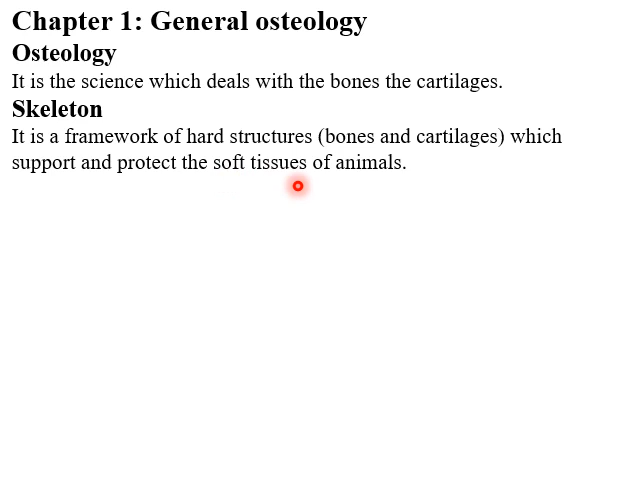 Chapter 1: General osteology
Osteology
It is the science which deals with the bones the cartilages.
Skeleton
It is a framework of hard structures (bones and cartilages) which
support and protect the soft tissues of animals.